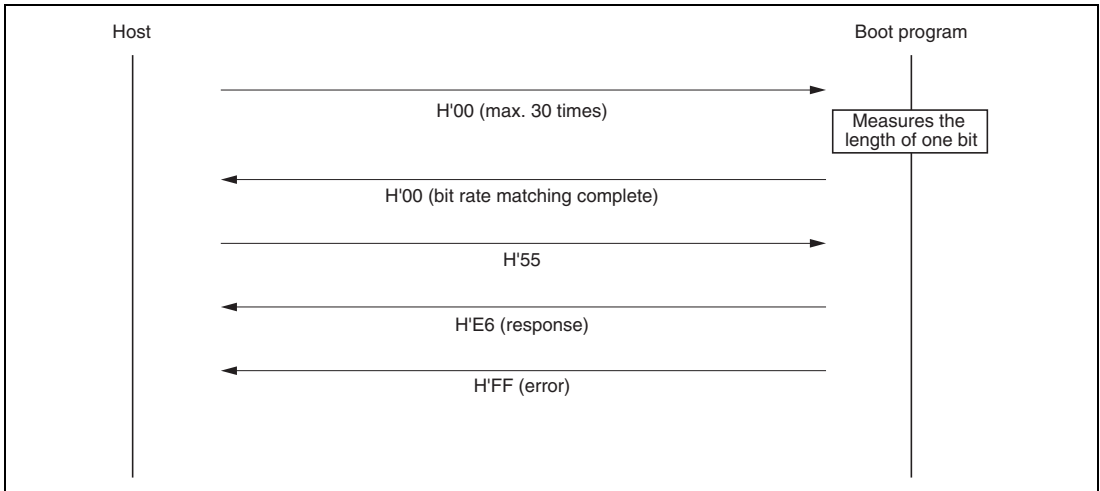 Host
Boot program
H'00 (max. 30 times)
Measures the
length of one bit
H'00 (bit rate matching complete)
H'55
H'E6 (response)
H'FF (error)